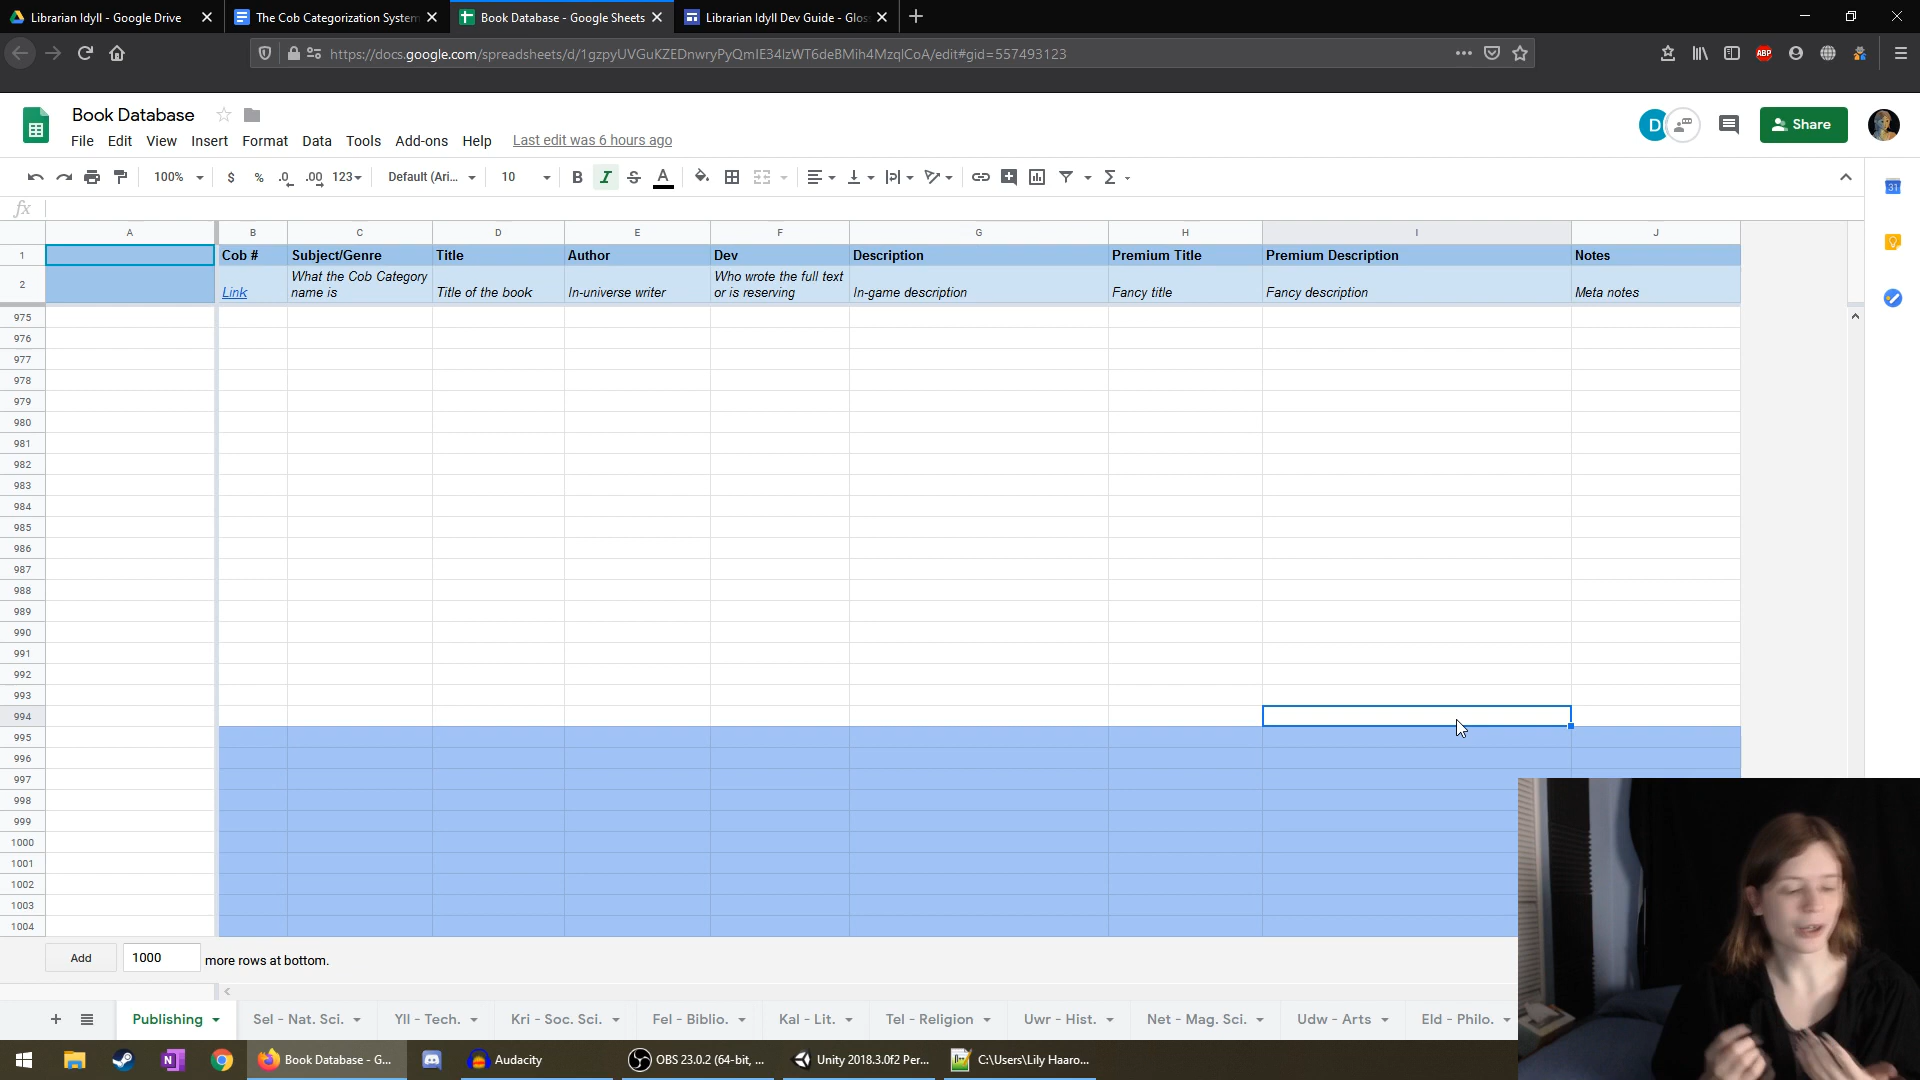 Librarian Idyll - Google Drive
The Cob Categorization System
Book Database - Google Sheets
Librarian Idyll Dev Guide - Glos
https://docs.google.com/spreadsheets/d/1gzpyUVGuKZEDnwryPyQmIE34lzWT6deBMih4MzqlCoA/edit#gid=557493123
ABP
Book Database
D
Share
File Edit View Insert Format Data Tools Add-ons Help Last edit was 6 hours ago
100% $ % .0 .00 123 Default (Ari... 10 B I S A Σ
31
fx
A B C D E F G H I J
1 Cob # Subject/Genre Title Author Dev Description Premium Title Premium Description Notes
What the Cob Category Who wrote the full text
2 Link name is Title of the book In-universe writer or is reserving In-game description Fancy title Fancy description Meta notes
975
976
977
978
979
980
981
982
983
984
985
986
987
988
989
990
991
992
993
994
995
996
997
998
999
1000
1001
1002
1003
1004
Add 1000 more rows at bottom.
Publishing Sel - Nat. Sci. Yll - Tech. Kri - Soc. Sci. Fel - Biblio. Kal - Lit. Tel - Religion Uwr - Hist. Net - Mag. Sci. Udw - Arts Eld - Philo.
N Book Database - G... Audacity OBS 23.0.2 (64-bit, ... Unity 2018.3.0f2 Per... C:\Users\Lily Haaro...